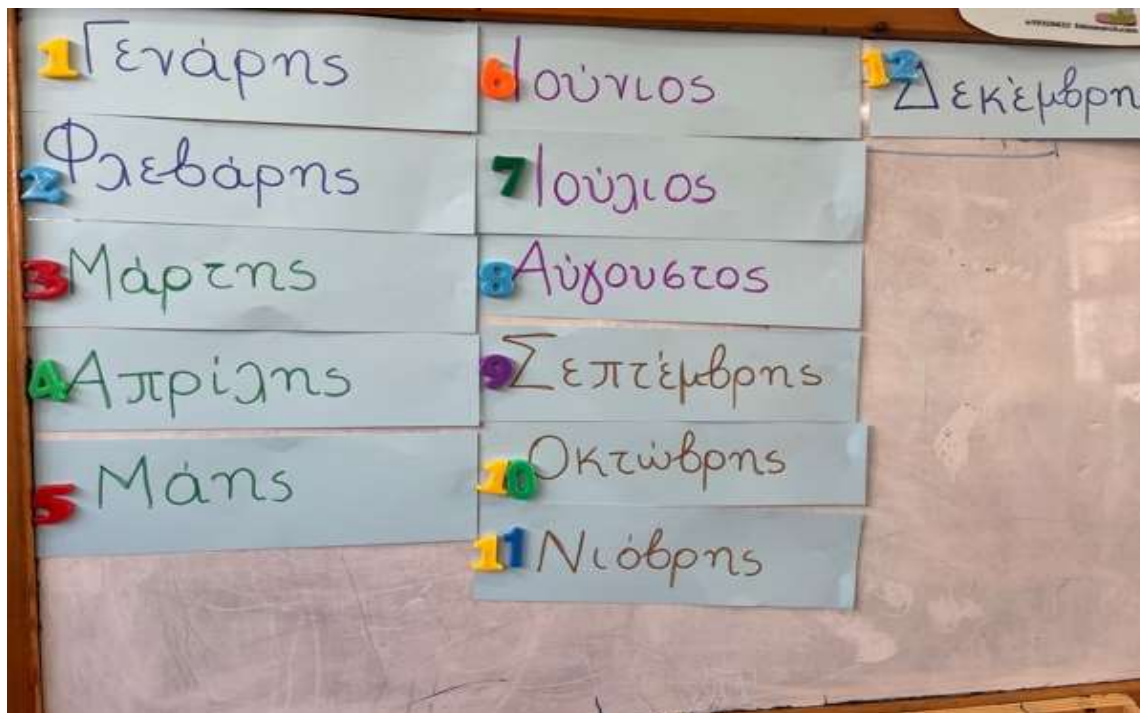 1 Γενάρης
2 Φλεβάρης
3 Μάρτης
4 Απρίλης
5 Μάης
6 Ιούνιος
7 Ιούλιος
8 Αύγουστος
9 Σεπτέμβρης
10 Οκτώβρης
11 Νιόβρης
12 Δεκέμβρη